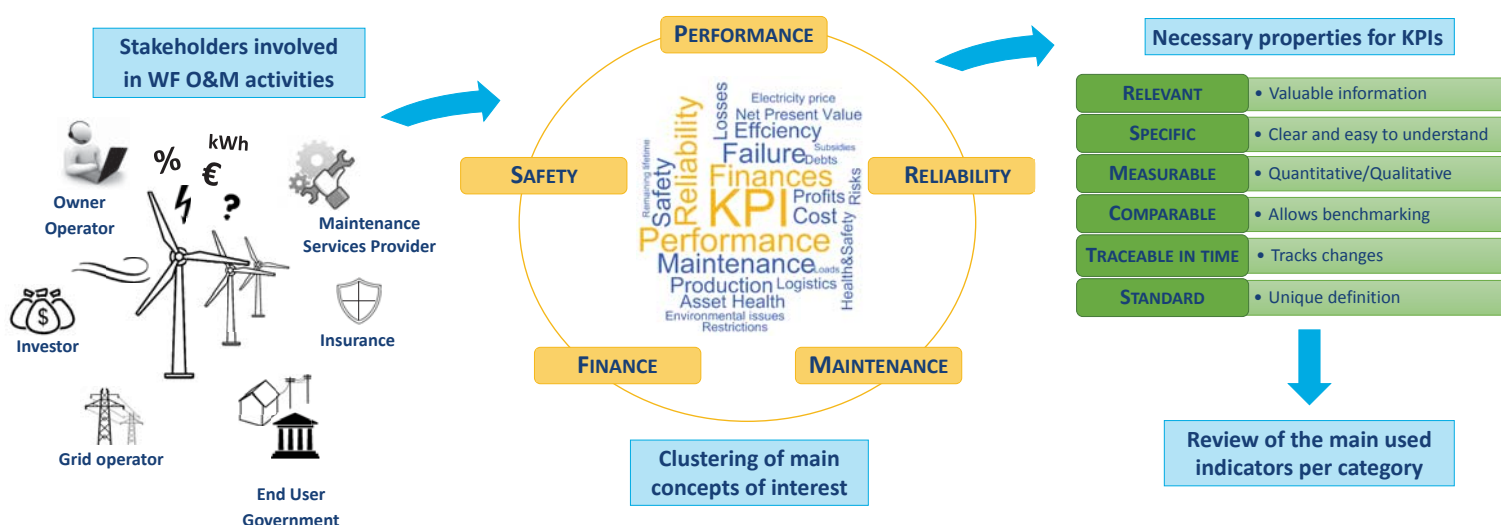 Stakeholders involved
in WF O&M activities
%
kWh
€
?
Owner
Operator
Maintenance
Services Provider
$
Investor
Insurance
Grid operator
End User
Government
PERFORMANCE
SAFETY
RELIABILITY
FINANCE
MAINTENANCE
Losses
Electricity price
Net Present Value
Effciency
Reliability
Remaining lifetime
Safety
Failure
Subsidies
Debts
Finances
Risks
KPI
Profits
Cost
Performance
Health&Safety
Maintenance
Loads
Production
Logistics
Asset Health
Environmental issues
Restrictions
Clustering of main
concepts of interest
Necessary properties for KPIs
RELEVANT • Valuable information
SPECIFIC • Clear and easy to understand
MEASURABLE • Quantitative/Qualitative
COMPARABLE • Allows benchmarking
TRACEABLE IN TIME • Tracks changes
STANDARD • Unique definition
Review of the main used
indicators per category